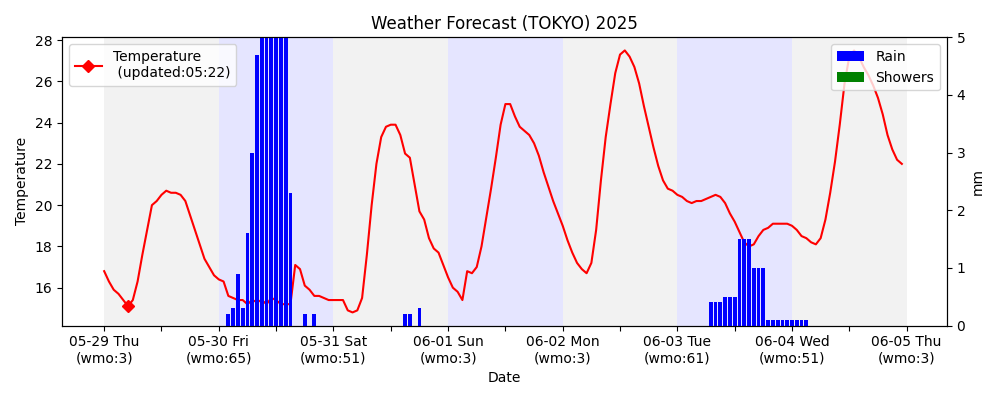 Weather Forecast (TOKYO) 2025
Temperature
(updated:05:22)
Rain
Showers
Temperature
28
26
24
22
20
18
16
5
4
3
2
1
0
mm
05-29 Thu
(wmo:3)
05-30 Fri
(wmo:65)
05-31 Sat
(wmo:51)
06-01 Sun
(wmo:3)
06-02 Mon
(wmo:3)
06-03 Tue
(wmo:61)
06-04 Wed
(wmo:51)
06-05 Thu
(wmo:3)
Date